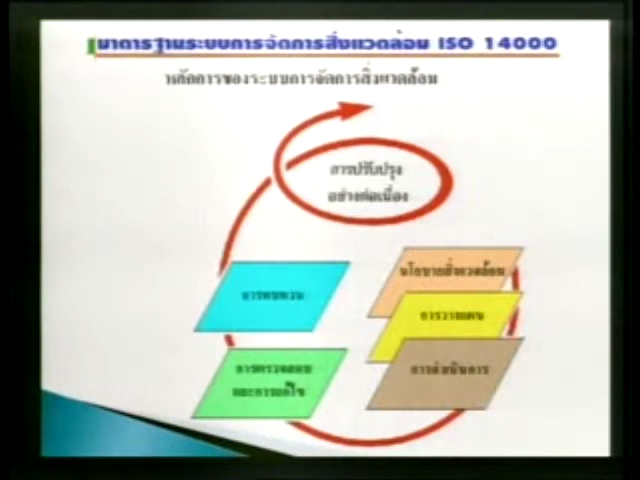 มาตรฐานระบบการจัดการสิ่งแวดล้อม ISO 14000
หลักการของระบบการจัดการสิ่งแวดล้อม
การปรับปรุง
อย่างต่อเนื่อง
นโยบายสิ่งแวดล้อม
การทบทวน
การวางแผน
การตรวจสอบ
และการแก้ไข
การดำเนินการ